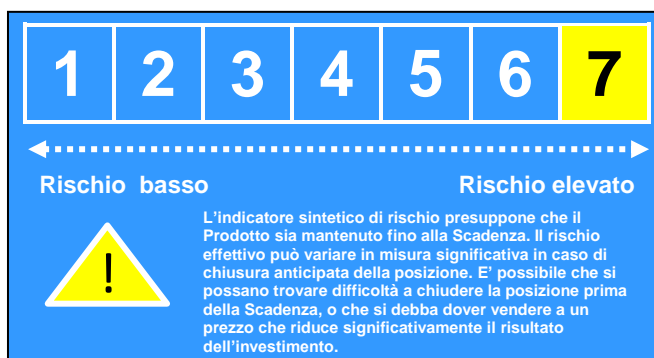 1 2 3 4 5 6 7
Rischio basso Rischio elevato
L'indicatore sintetico di rischio presuppone che il
Prodotto sia mantenuto fino alla Scadenza. Il rischio
effettivo può variare in misura significativa in caso di
chiusura anticipata della posizione. E' possibile che si
possano trovare difficoltà a chiudere la posizione prima
della Scadenza, o che si debba dover vendere a un
prezzo che riduce significativamente il risultato
dell'investimento.
!